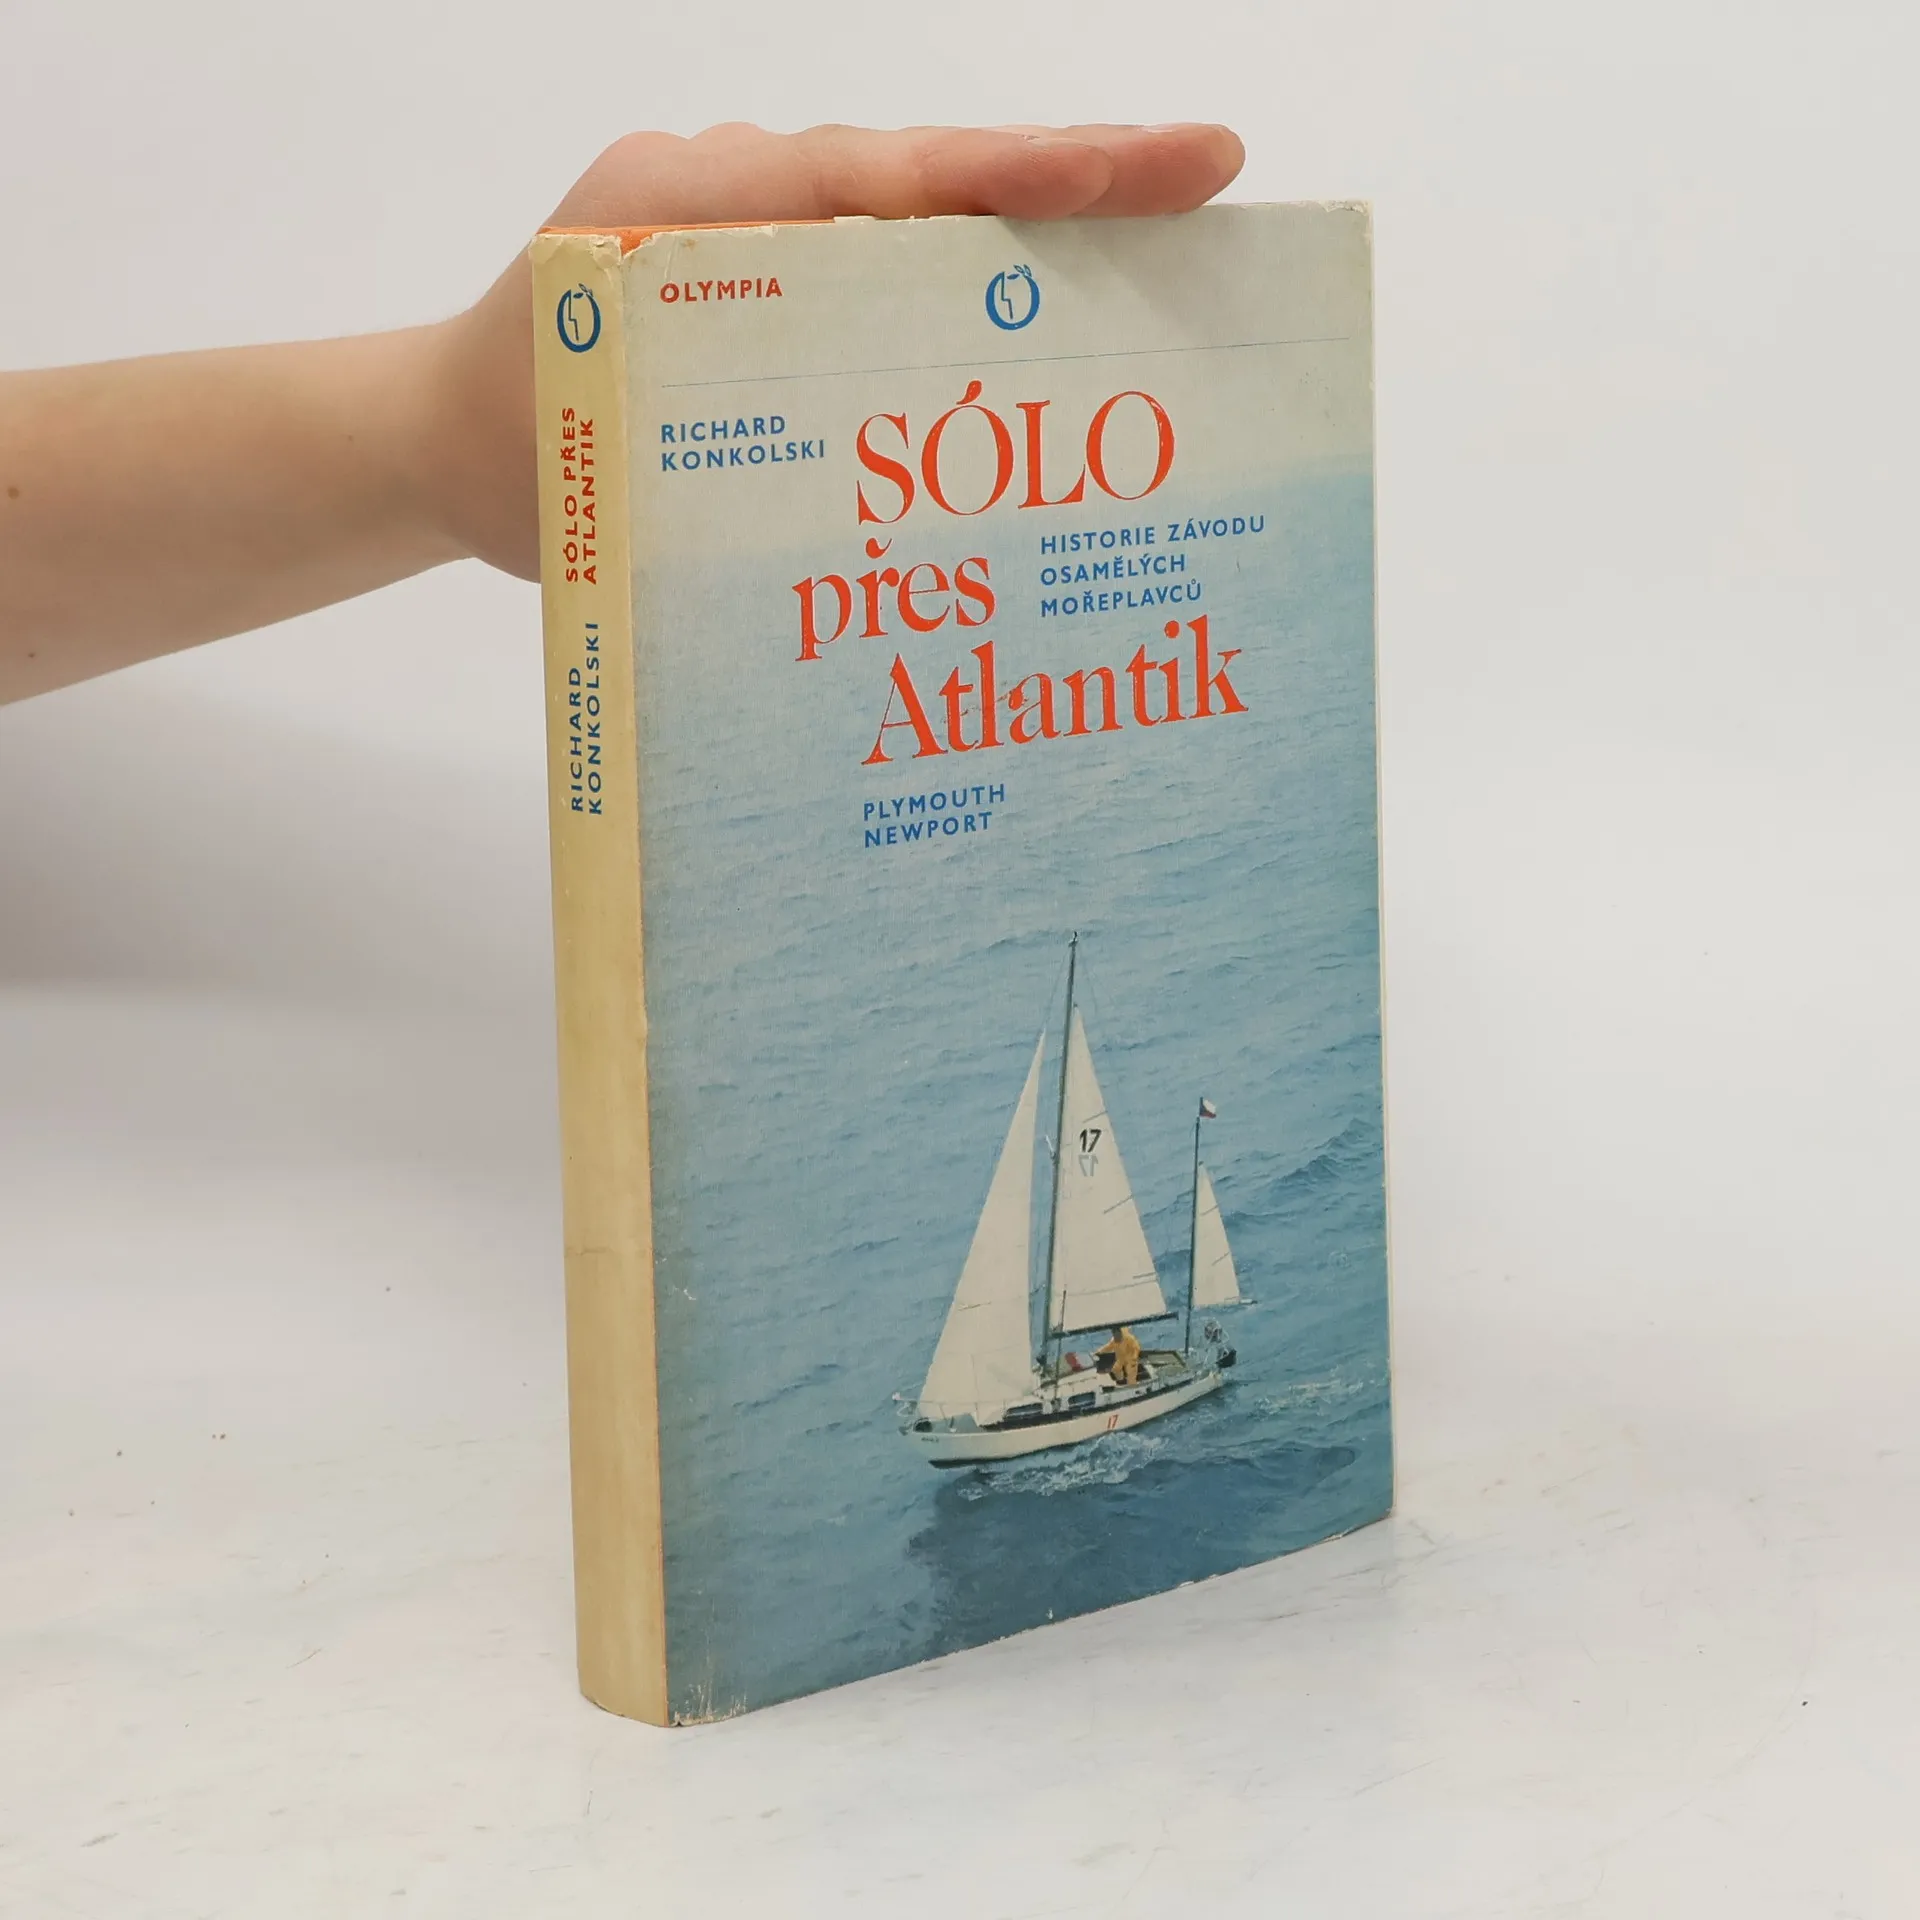 OLYMPIA
RICHARD
KONKOLSKI
SÓLO
přes
Atlantik
HISTORIE ZÁVODU
OSAMĚLÝCH
MOŘEPLAVCŮ
PLYMOUTH
NEWPORT
17
17
RICHARD
KONKOLSKI
SÓLO PŘES
ATLANTIK